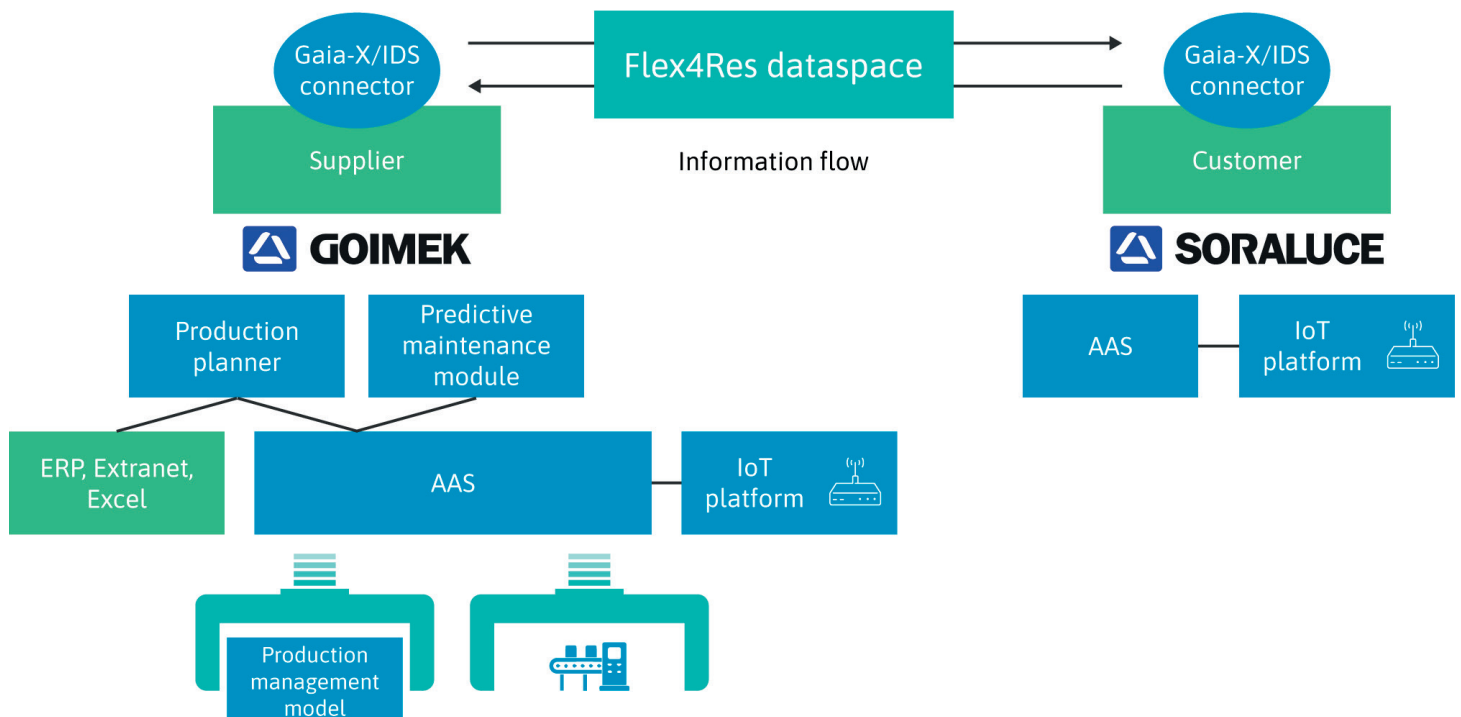 Gaia-X/IDS
connector
Flex4Res dataspace
Gaia-X/IDS
connector
Supplier
Information flow
Customer
GOIMEK
SORALUCE
Production
planner
Predictive
maintenance
module
AAS
IoT
platform
ERP, Extranet,
Excel
AAS
IoT
platform
Production
management
model